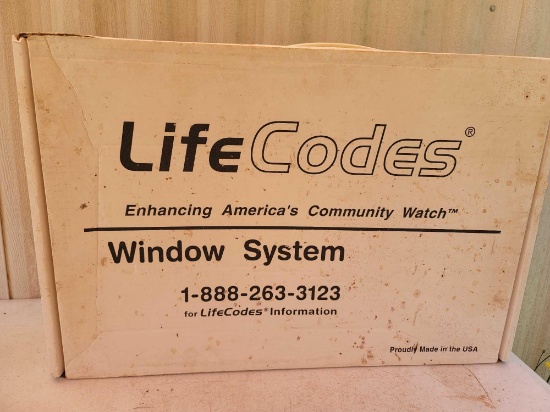 LifeCodes®
Enhancing America's Community Watch™
Window System
1-888-263-3123
for LifeCodes® Information
Proudly Made in the USA